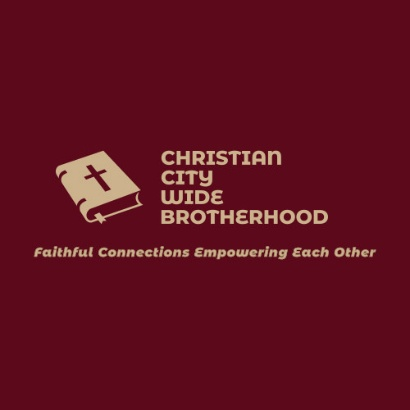 CHRISTIAN
CITY
WIDE
BROTHERHOOD
Faithful Connections Empowering Each Other